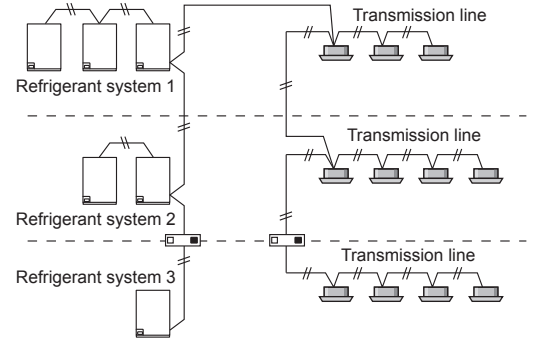 Transmission line
Refrigerant system 1
Transmission line
Refrigerant system 2
Transmission line
Refrigerant system 3